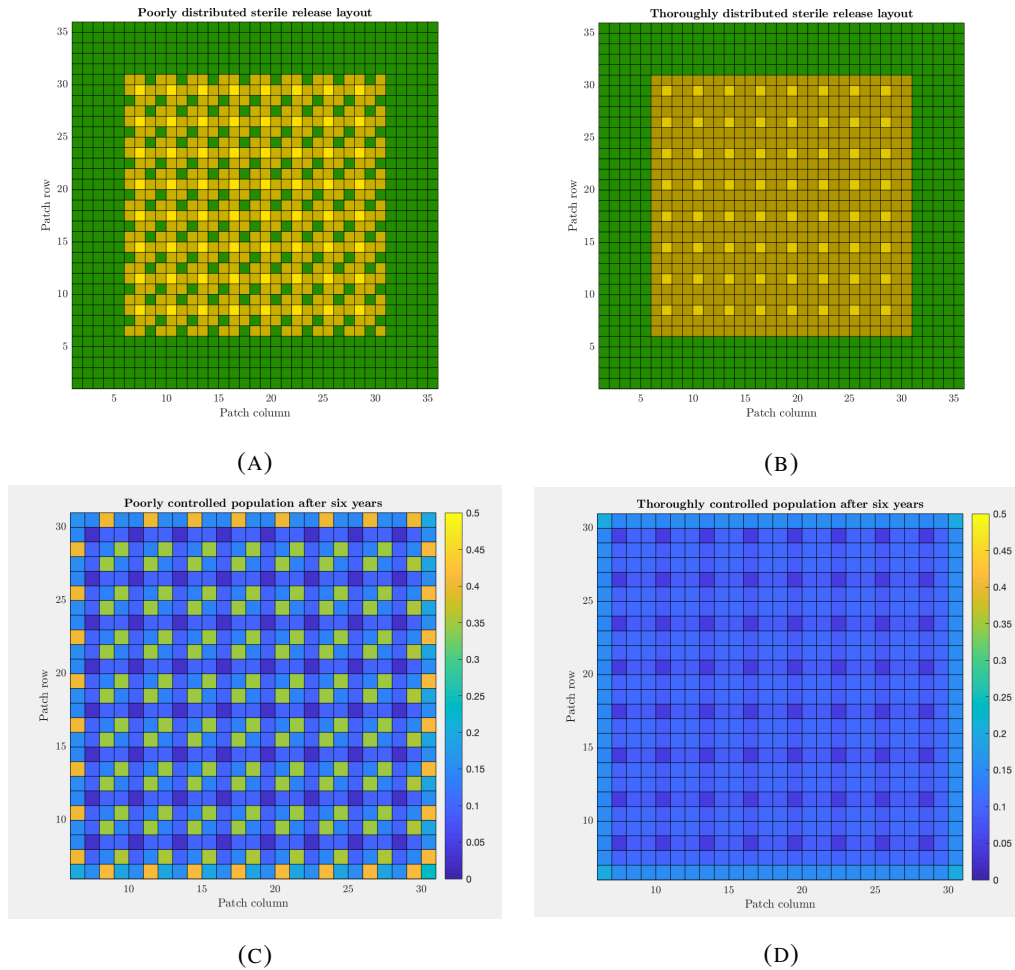 Poorly distributed sterile release layout
35
30
25
20
15
10
5
Patch row
5 10 15 20 25 30 35
Patch column
(A)
Thoroughly distributed sterile release layout
35
30
25
20
15
10
5
Patch row
5 10 15 20 25 30 35
Patch column
(B)
Poorly controlled population after six years
30
25
20
15
10
Patch row
10 15 20 25 30
Patch column
0.5
0.45
0.4
0.35
0.3
0.25
0.2
0.15
0.1
0.05
0
(C)
Thoroughly controlled population after six years
30
25
20
15
10
Patch row
10 15 20 25 30
Patch column
0.5
0.45
0.4
0.35
0.3
0.25
0.2
0.15
0.1
0.05
0
(D)